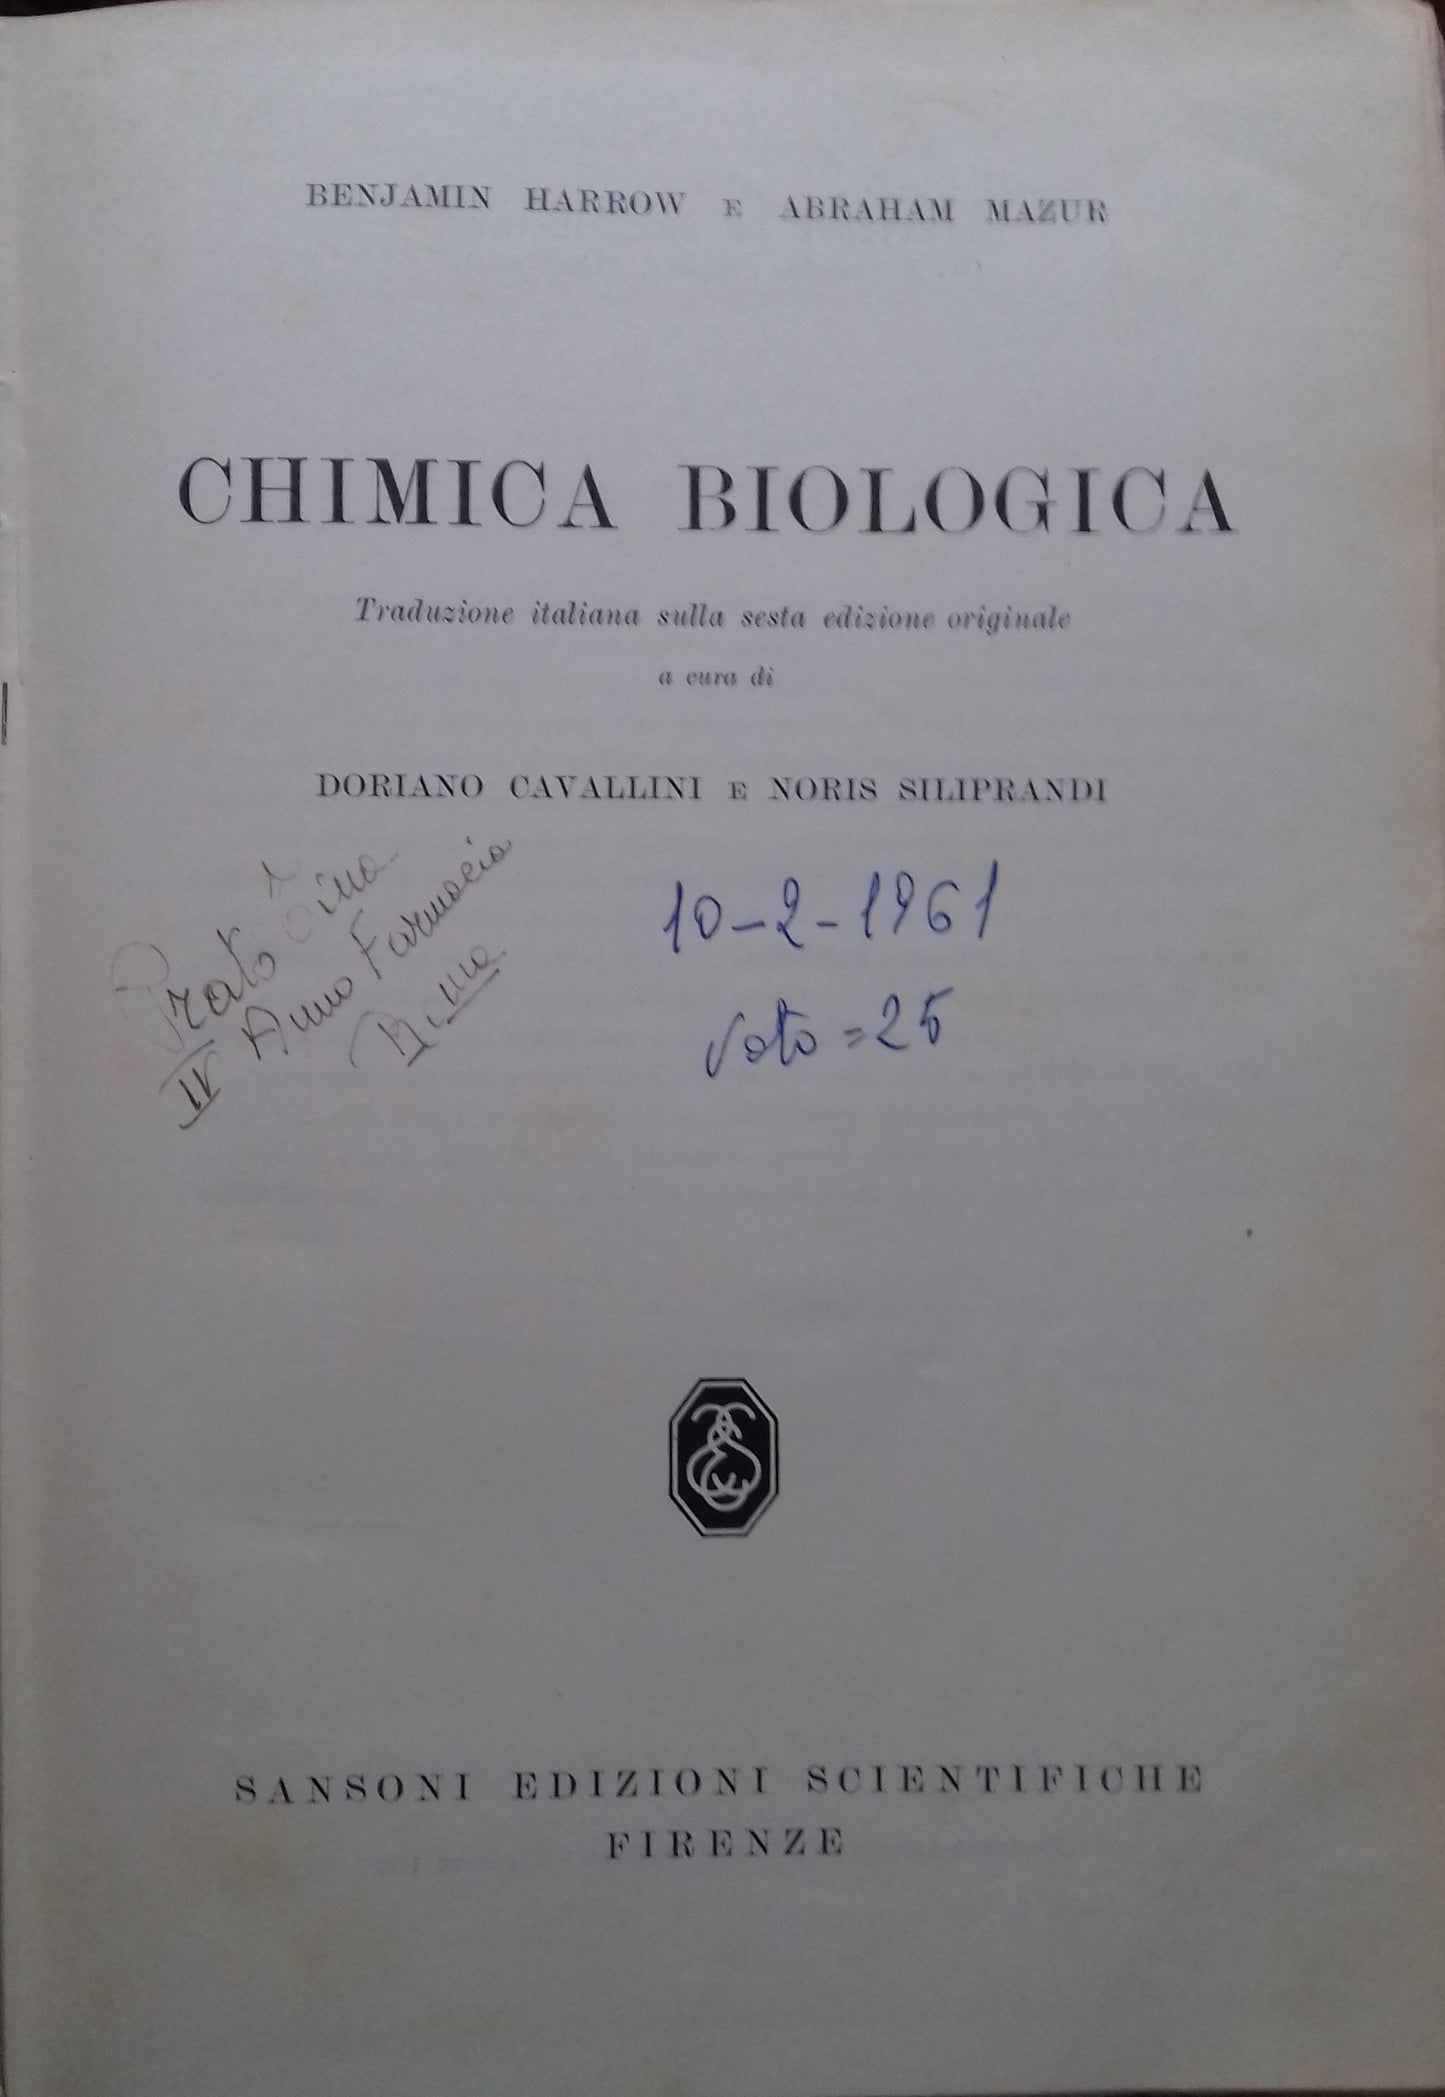 BENJAMIN HARROW E ABRAHAM MAZUR
CHIMICA BIOLOGICA
Traduzione italiana sulla sesta edizione originale
a cura di
DORIANO CAVALLINI E NORIS SILIPRANDI
Prato
IV Anno Farmacia
10-2-1961
Voto = 25
SANSONI EDIZIONI SCIENTIFICHE
FIRENZE